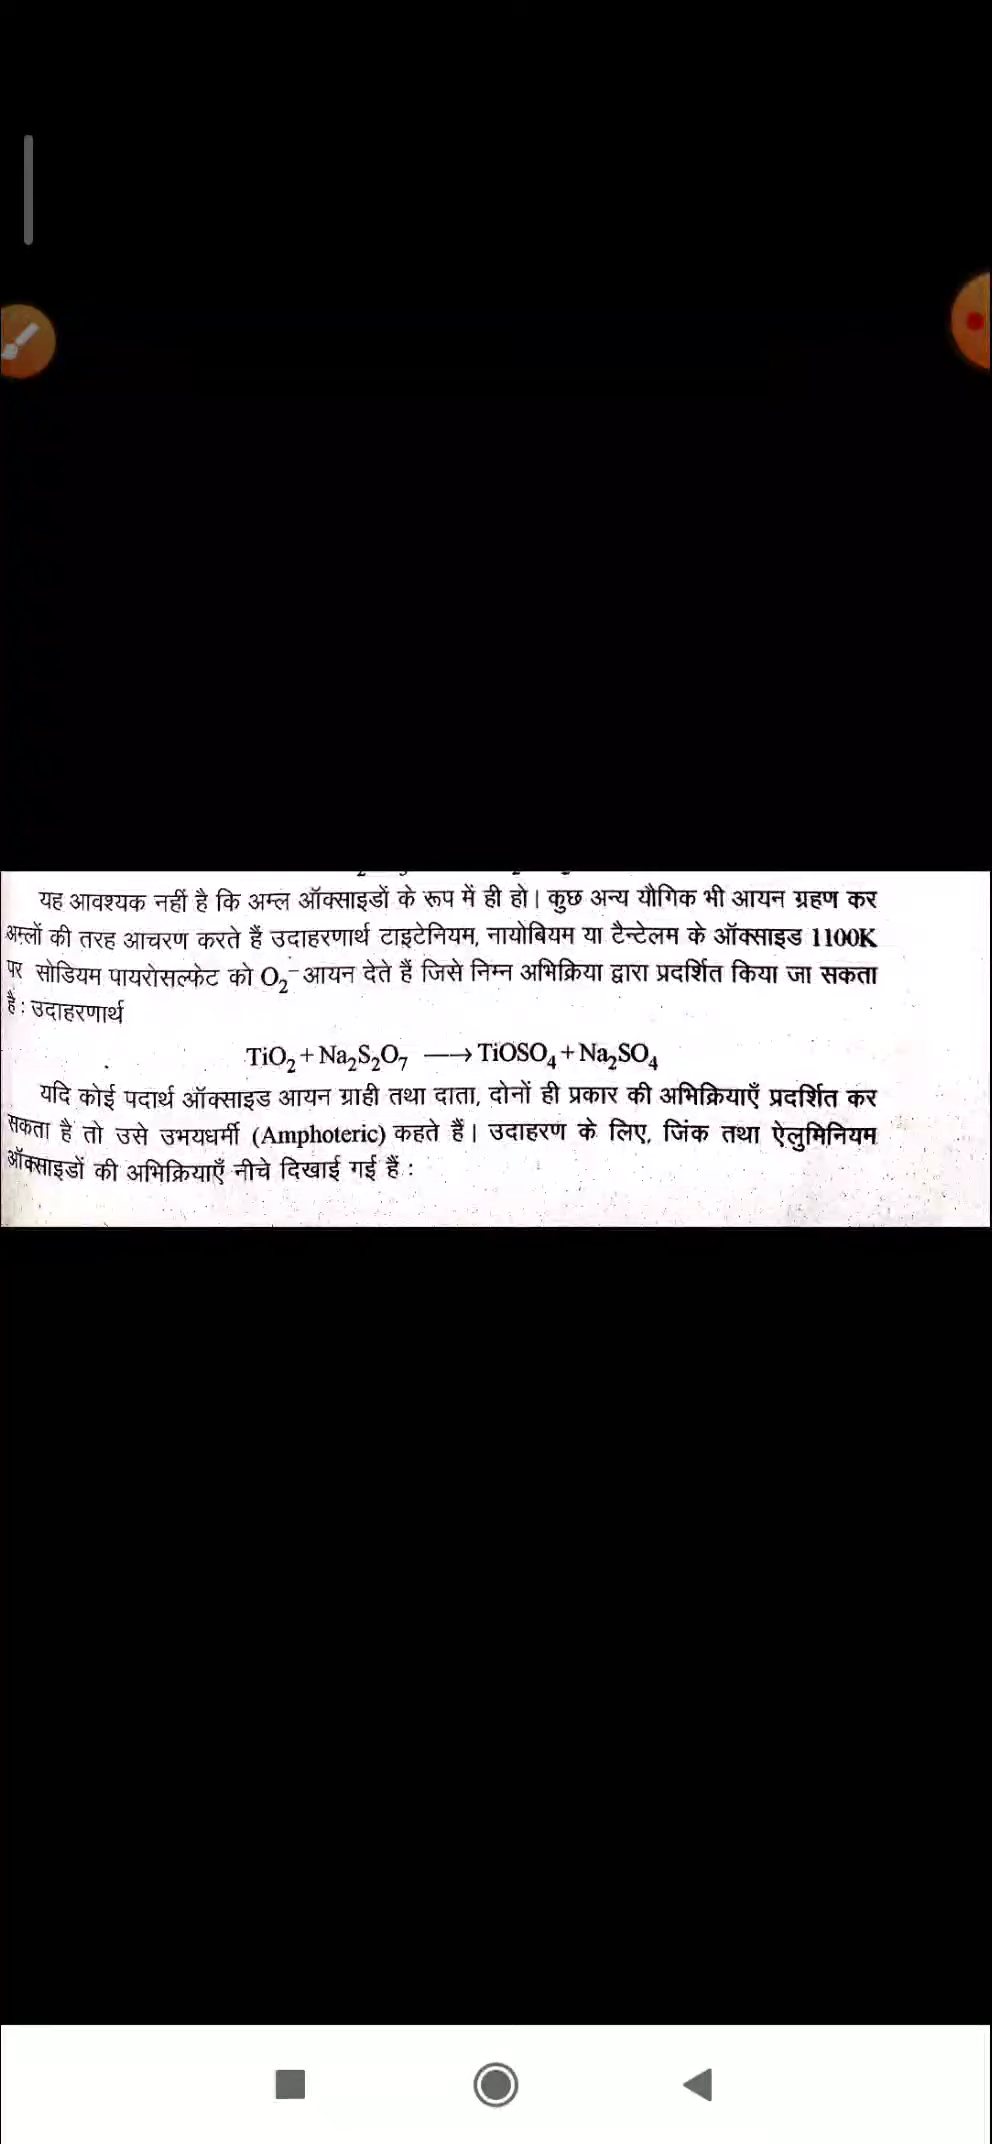 यह आवश्यक नहीं है कि अम्ल ऑक्साइडों के रूप में ही हो। कुछ अन्य यौगिक भी आयन ग्रहण कर
अम्लों की तरह आचरण करते हैं उदाहरणार्थ टाइटेनियम, नायोबियम या टैन्टेलम के ऑक्साइड 1100K
पर सोडियम पायरोसल्फेट को O₂⁻ आयन देते हैं जिसे निम्न अभिक्रिया द्वारा प्रदर्शित किया जा सकता
है : उदाहरणार्थ
TiO₂ + Na₂S₂O₇ ⟶ TiOSO₄ + Na₂SO₄
यदि कोई पदार्थ ऑक्साइड आयन ग्राही तथा दाता, दोनों ही प्रकार की अभिक्रियाएँ प्रदर्शित कर
सकता है तो उसे उभयधर्मी (Amphoteric) कहते हैं। उदाहरण के लिए, जिंक तथा ऐलुमिनियम
ऑक्साइडों की अभिक्रियाएँ नीचे दिखाई गई हैं :